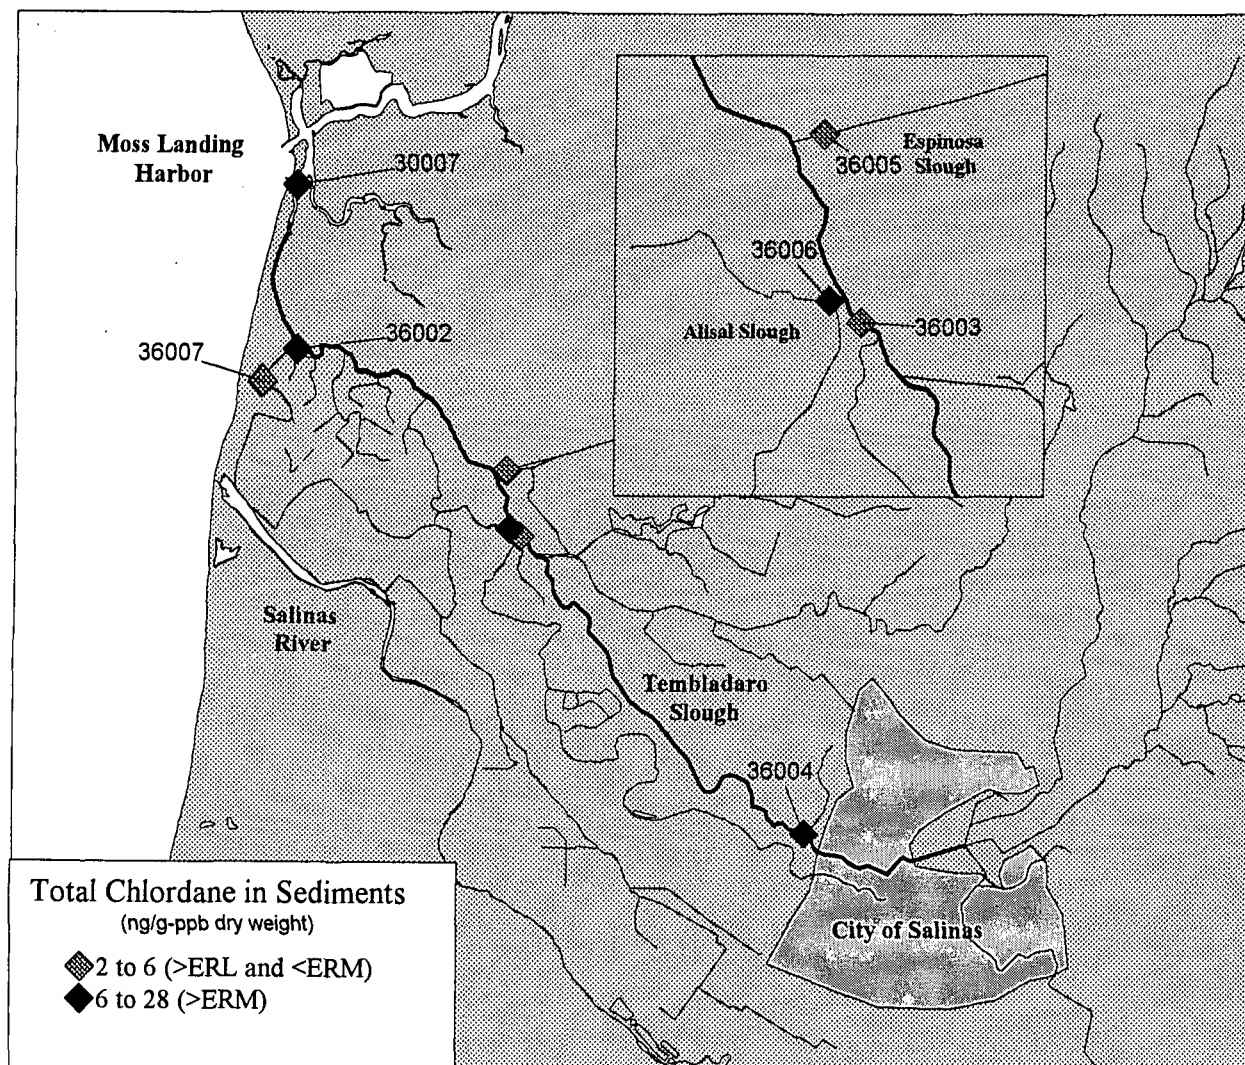 Moss Landing
Harbor
30007
Espinosa
36005 Slough
36006
36002
36003
Alisal Slough
36007
Salinas
River
Tembladaro
Slough
36004
City of Salinas
Total Chlordane in Sediments
(ng/g-ppb dry weight)
2 to 6 (>ERL and <ERM)
6 to 28 (>ERM)